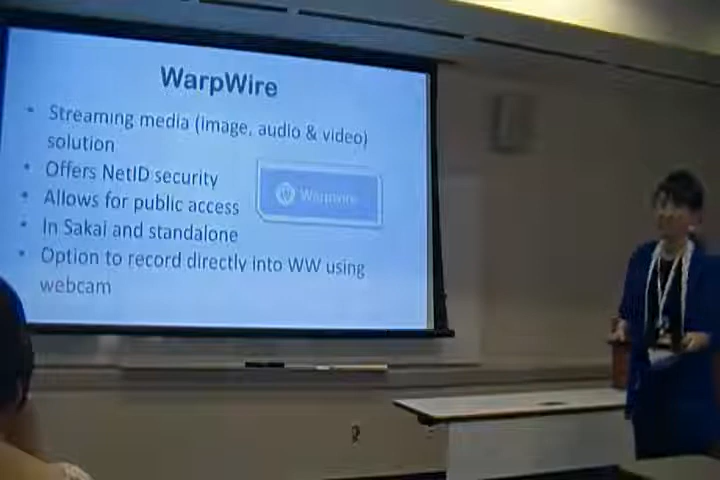 WarpWire
• Streaming media (image, audio & video)
solution
• Offers NetID security
• Allows for public access
• In Sakai and standalone
• Option to record directly into WW using
webcam
Warpwire